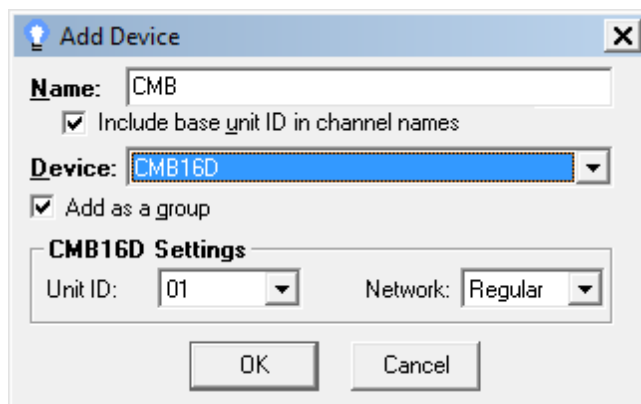 Add Device
Name: CMB
Include base unit ID in channel names
Device: CMB16D
Add as a group
CMB16D Settings
Unit ID: 01 Network: Regular
OK Cancel